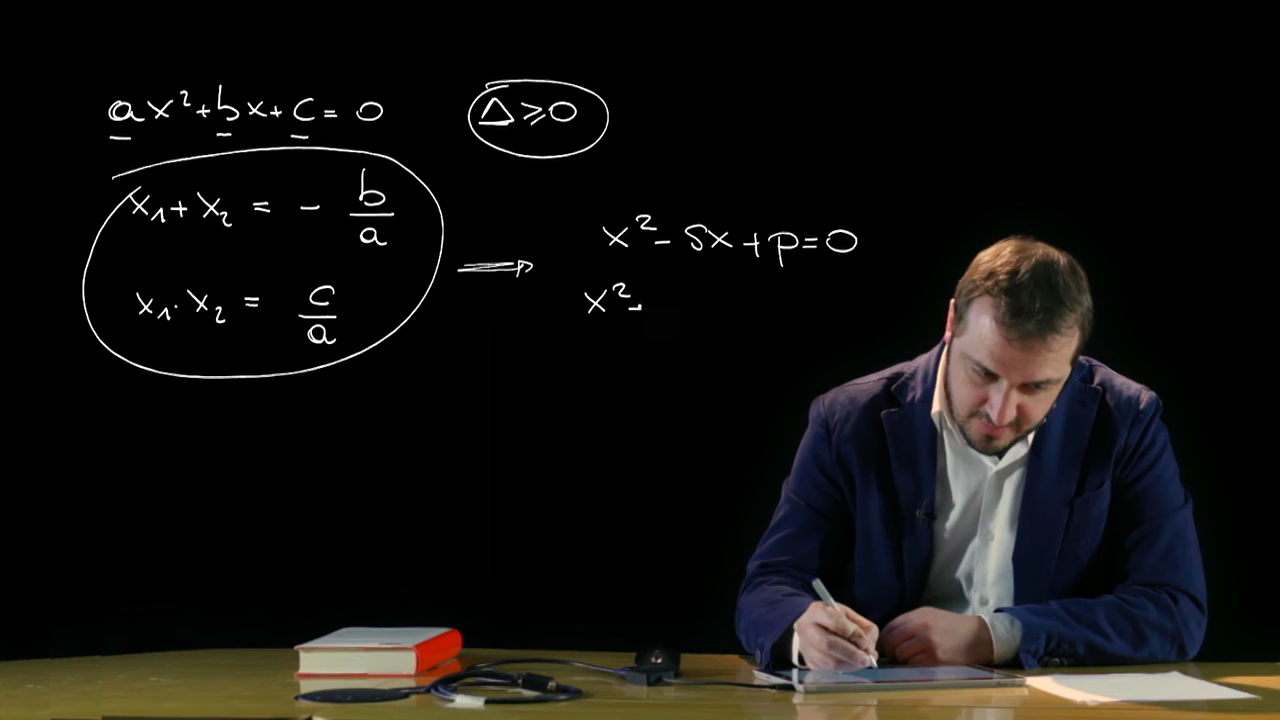 ax²+bx+c=0
Δ⩾0
x₁+x₂ = - b/a
x₁·x₂ = c/a
⇒
x²-sx+p=0
x²-